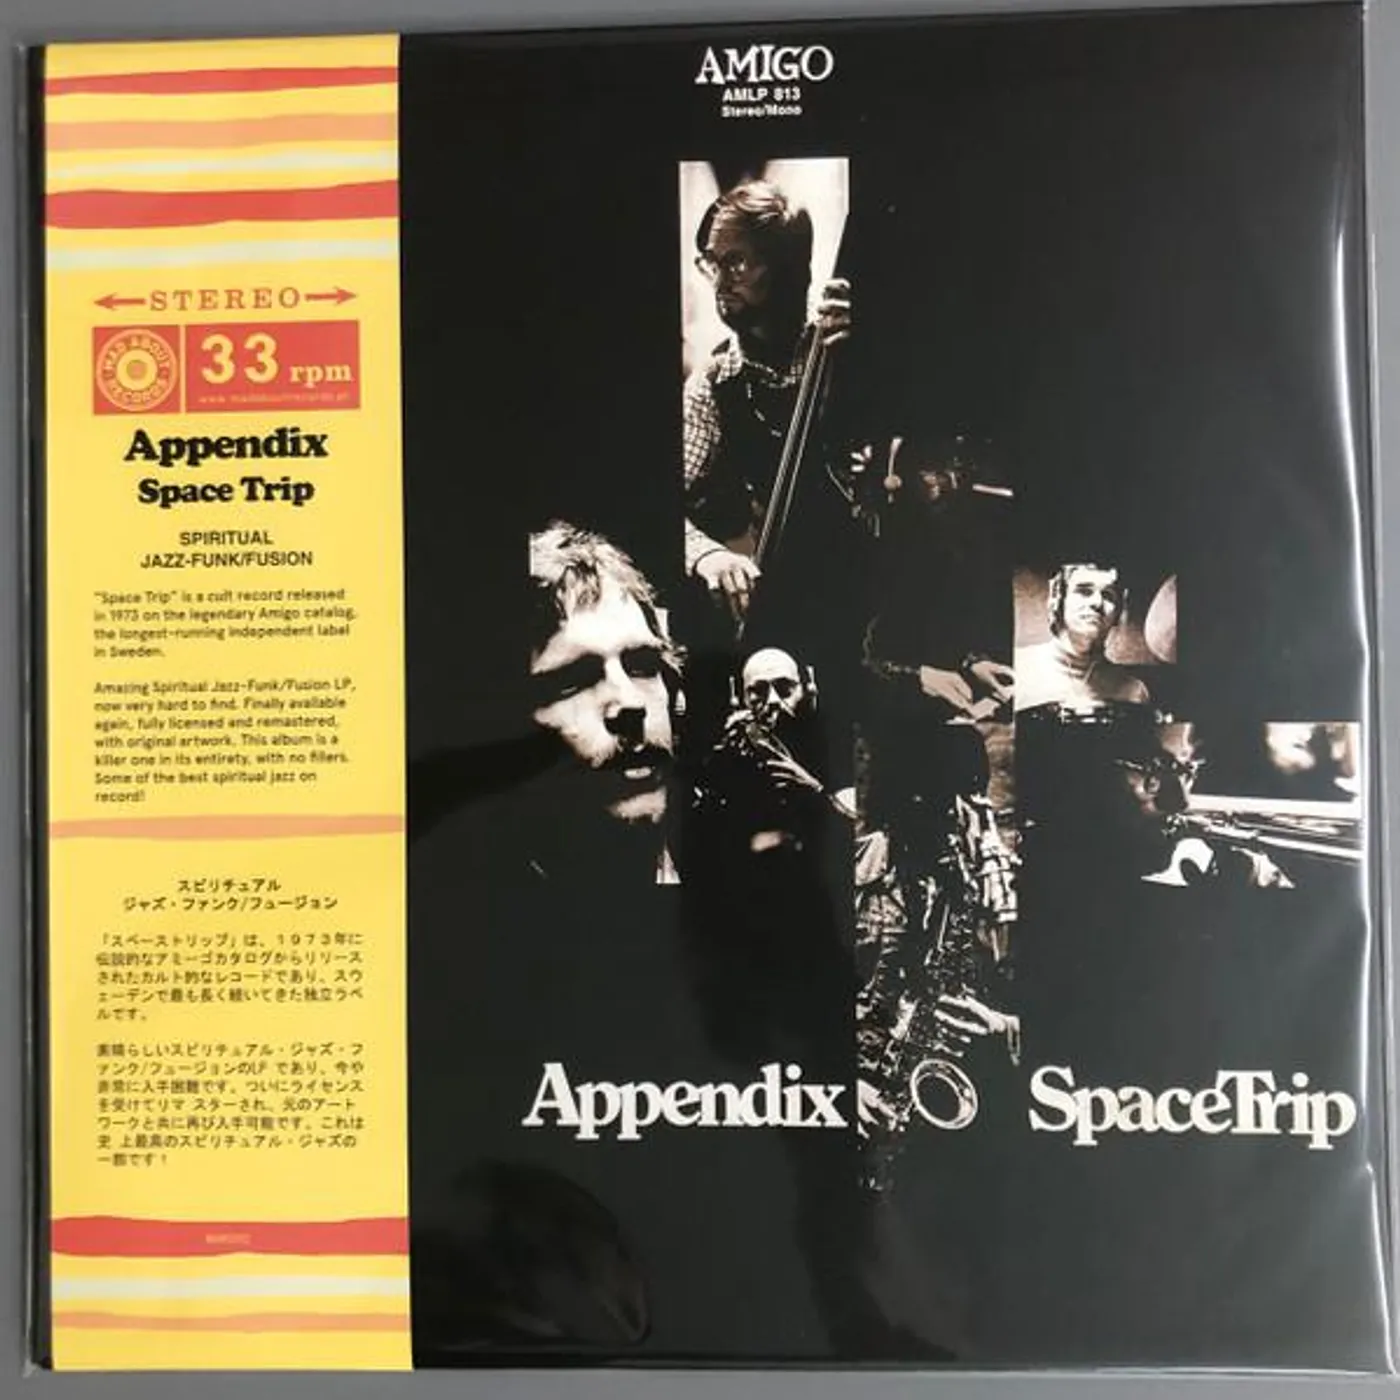 STEREO
MAD ABOUT
RECORDS
33 rpm
www.madaboutrecords.pt
Appendix
Space Trip
SPIRITUAL
JAZZ-FUNK/FUSION
"Space Trip" is a cult record released
in 1973 on the legendary Amigo catalog,
the longest-running independent label
in Sweden.
Amazing Spiritual Jazz-Funk/Fusion LP,
now very hard to find. Finally available
again, fully licensed and remastered,
with original artwork. This album is a
killer one in its entirety, with no fillers.
Some of the best spiritual jazz on
record!
スピリチュアル
ジャズ・ファンク/フュージョン
「スペーストリップ」は、1973年に
伝説的なアミーゴカタログからリリース
されたカルト的なレコードであり、スウ
ェーデンで最も長く続いてきた独立ラベ
ルです。
素晴らしいスピリチュアル・ジャズ・フ
ァンク/フュージョンのLP であり、今や
非常に入手困難です。ついにライセンス
を受けてリマ スターされ、元のアート
ワークと共に再び入手可能です。これは
史 上最高のスピリチュアル・ジャズの
一部です！
AMIGO
AMLP 813
Stereo/Mono
Appendix
SpaceTrip